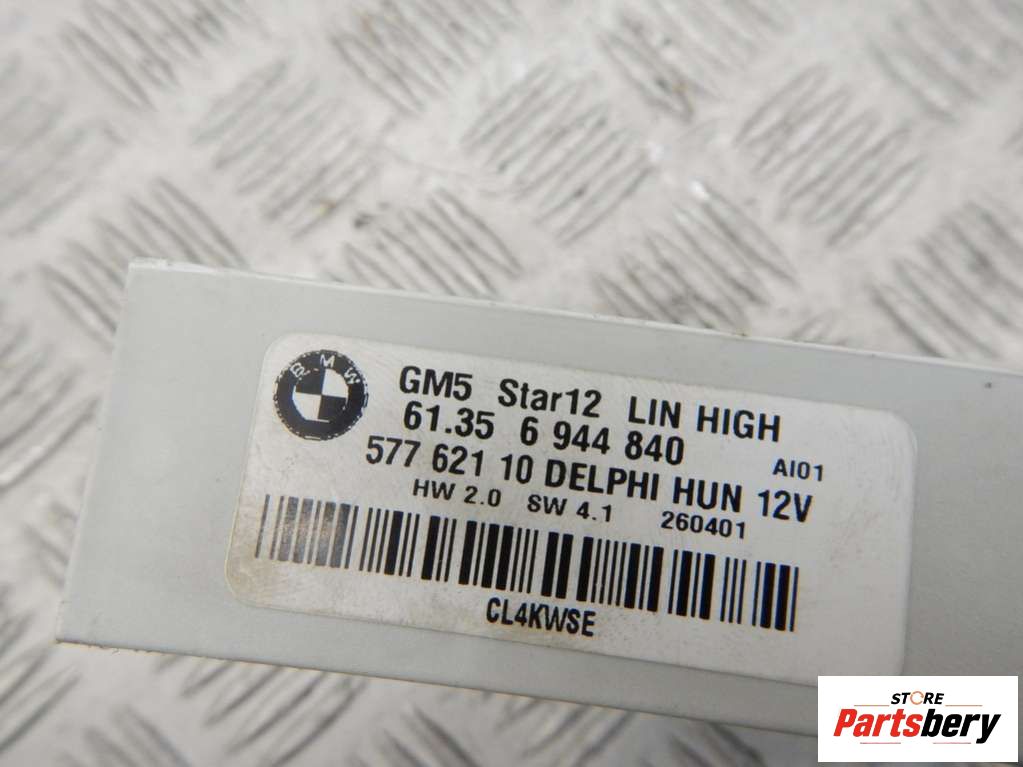 BMW
GM5 Star12 LIN HIGH
61.35 6 944 840 AI01
577 621 10 DELPHI HUN 12V
HW 2.0 SW 4.1 260401
CL4KWSE
STORE
Partsbery